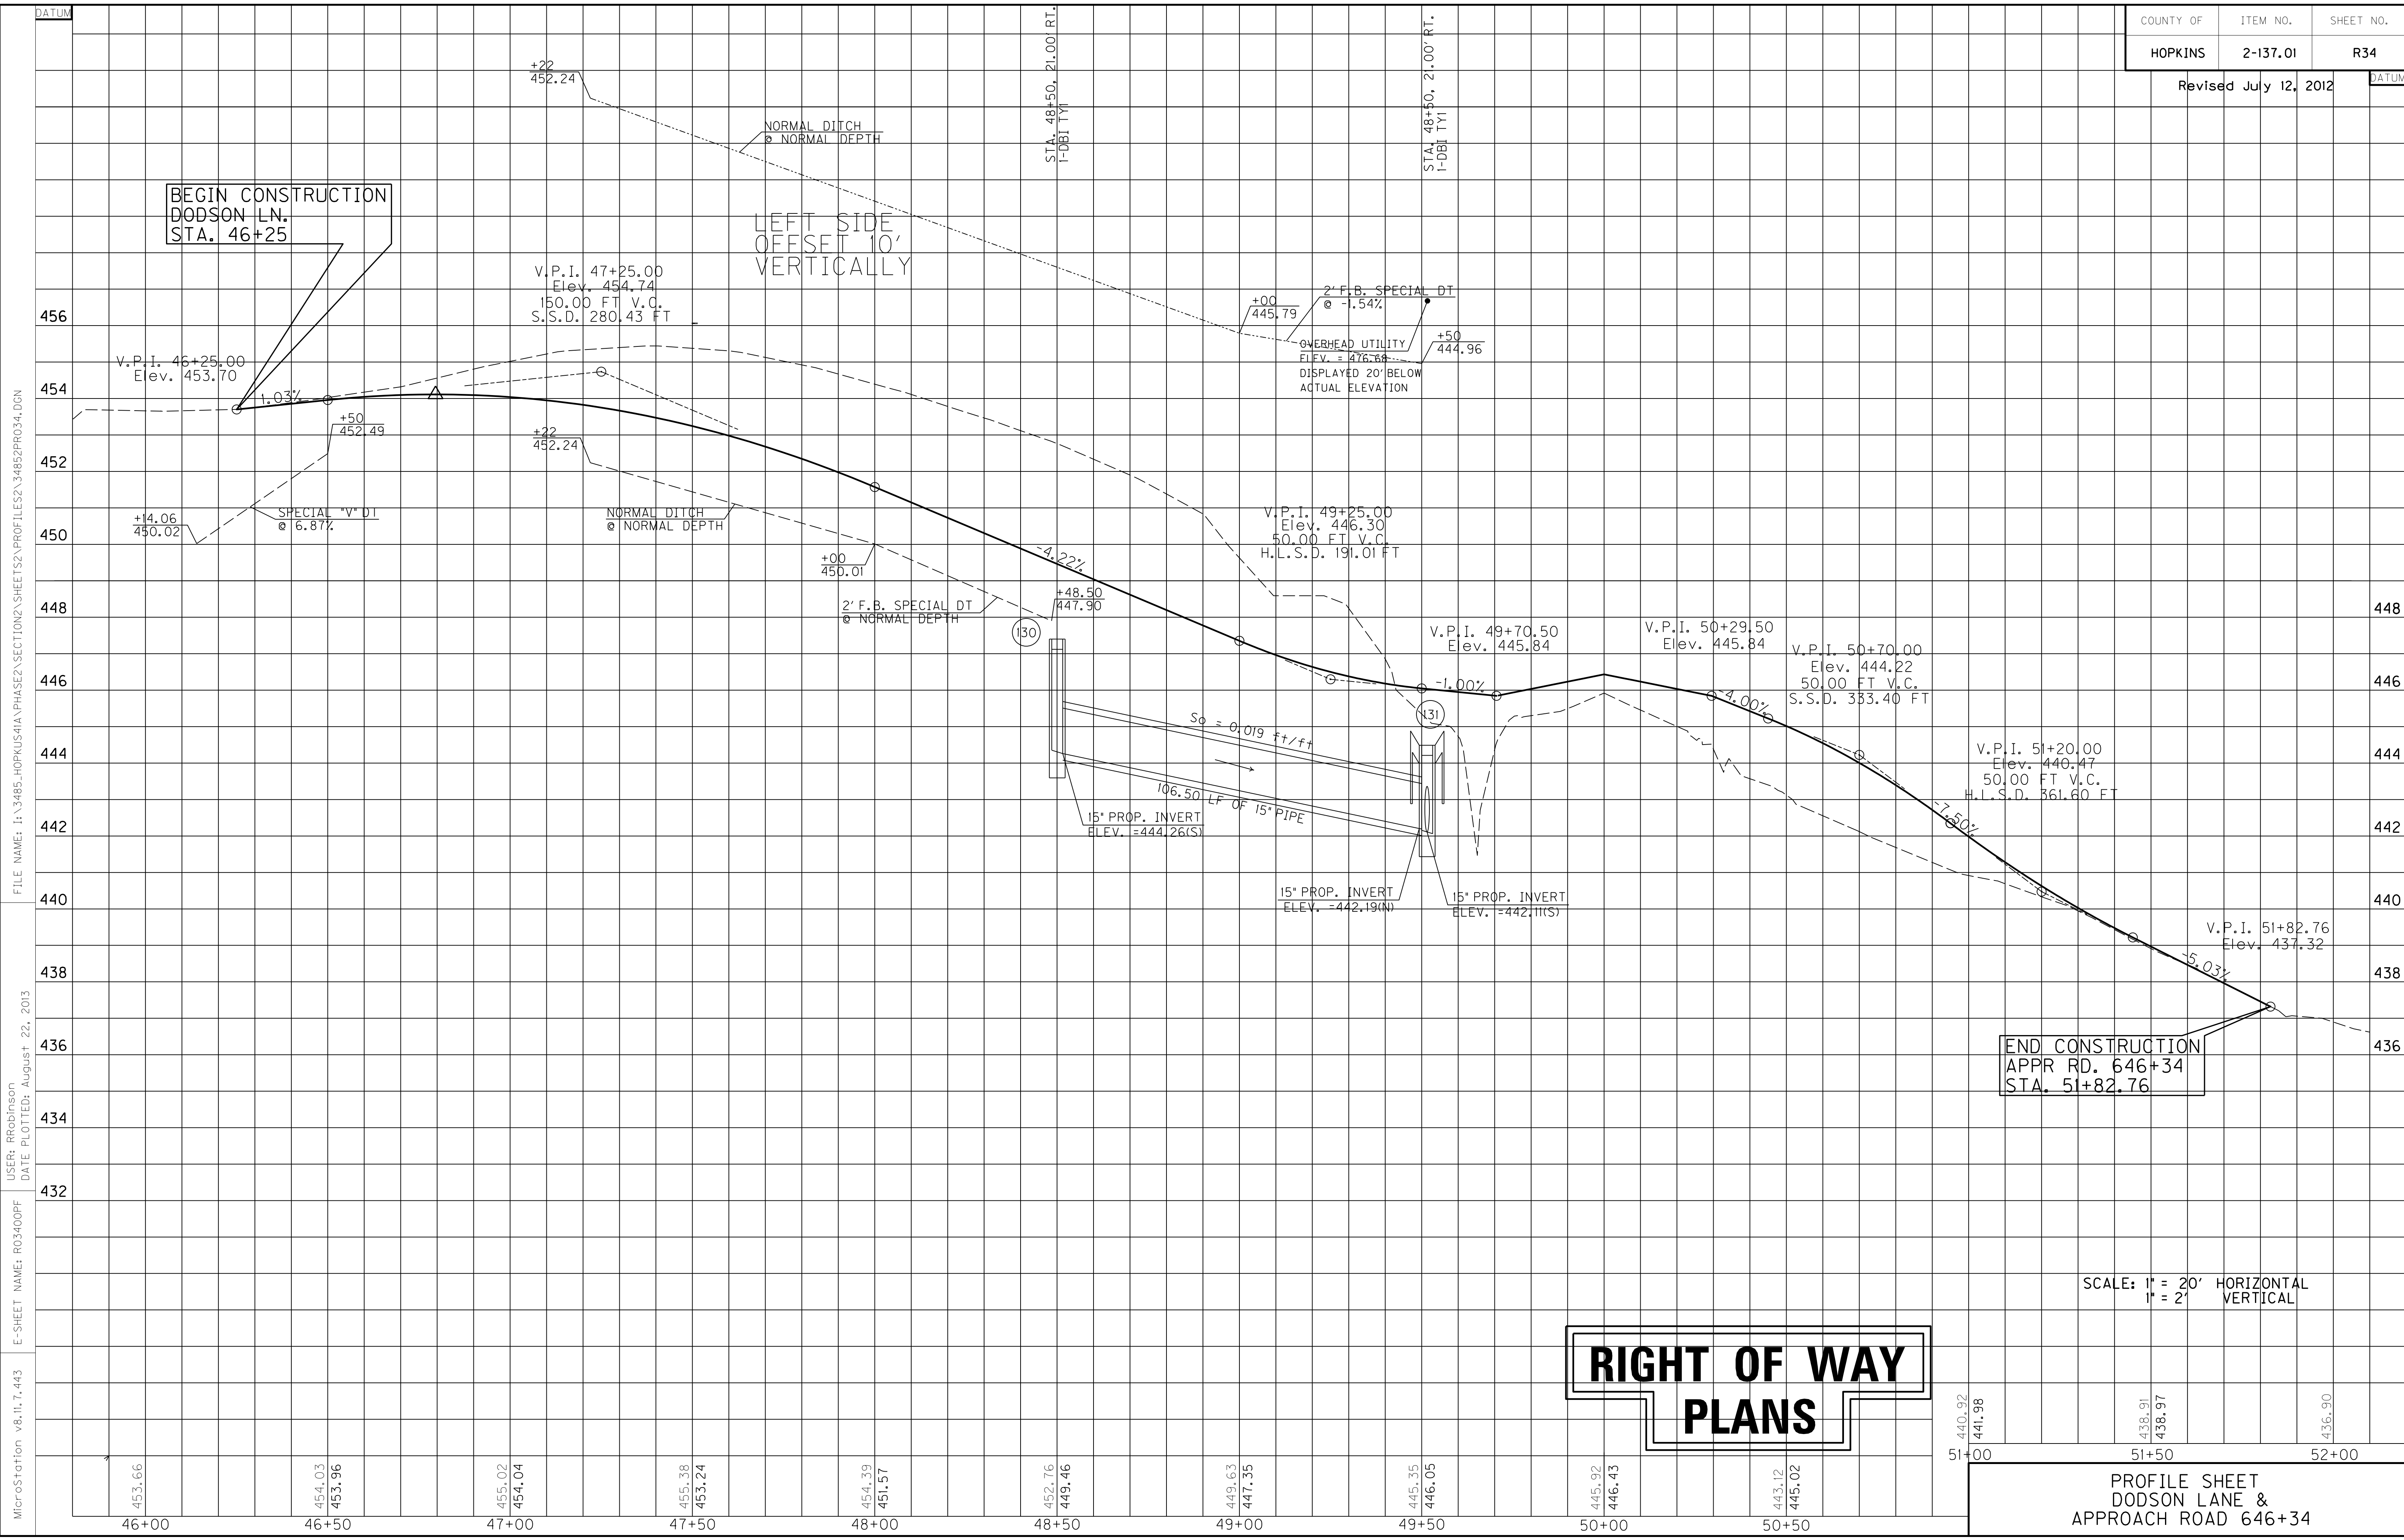 DATUM
COUNTY OF
ITEM NO.
SHEET NO.
HOPKINS
2-137.01
R34
Revised July 12, 2012
DATUM
+22
452.24
NORMAL DITCH
@ NORMAL DEPTH
STA. 48+50, 21.00' RT.
1-DBI TY1
STA. 48+50, 2.00' RT.
1-DBI TY1
BEGIN CONSTRUCTION
DODSON LN.
STA. 46+25
LEFT SIDE
OFFSET 10'
VERTICALLY
V.P.I. 47+25.00
Elev. 454.74
150.00 FT V.C.
S.S.D. 280.43 FT
+00
445.79
2' F.B. SPECIAL DT
@ -1.54%
OVERHEAD UTILITY
ELEV. = 476.68
DISPLAYED 20' BELOW
ACTUAL ELEVATION
+50
444.96
V.P.I. 46+25.00
Elev. 453.70
1.03%
+50
452.49
+22
452.24
+14.06
450.02
SPECIAL "V" DT
@ 6.87%
NORMAL DITCH
@ NORMAL DEPTH
+00
450.01
2' F.B. SPECIAL DT
@ NORMAL DEPTH
-4.22%
+48.50
447.90
130
V.P.I. 49+25.00
Elev. 446.30
50.00 FT V.C.
H.L.S.D. 191.01 FT
V.P.I. 49+70.50
Elev. 445.84
-1.00%
131
V.P.I. 50+29.50
Elev. 445.84
-4.00%
V.P.I. 50+70.00
Elev. 444.22
50.00 FT V.C.
S.S.D. 333.40 FT
-7.50%
V.P.I. 51+20.00
Elev. 440.47
50.00 FT V.C.
H.L.S.D. 361.60 FT
So = 0.019 ft/ft
106.50 LF OF 15" PIPE
15" PROP. INVERT
ELEV. =444.26(S)
15" PROP. INVERT
ELEV. =442.19(N)
15" PROP. INVERT
ELEV. =442.11(S)
V.P.I. 51+82.76
Elev. 437.32
-5.03%
END CONSTRUCTION
APPR RD. 646+34
STA. 51+82.76
456
454
452
450
448
446
444
442
440
438
436
434
432
448
446
444
442
440
438
436
SCALE: 1" = 20' HORIZONTAL
1" = 2' VERTICAL
RIGHT OF WAY
PLANS
453.66
454.03
453.96
455.02
454.04
455.38
453.24
454.39
451.57
452.76
449.46
449.63
447.35
445.35
446.05
445.92
446.43
443.12
445.02
440.92
441.98
438.91
438.97
436.90
46+00
46+50
47+00
47+50
48+00
48+50
49+00
49+50
50+00
50+50
51+00
51+50
52+00
PROFILE SHEET
DODSON LANE &
APPROACH ROAD 646+34
FILE NAME: I:\3485_HOPKUS41A\PHASE2\SECTION2\SHEETS2\PROFILES2\34852PR034.DGN
USER: RRobinson
DATE PLOTTED: August 22, 2013
E-SHEET NAME: R03400PF
MicroStation v8.11.7.443